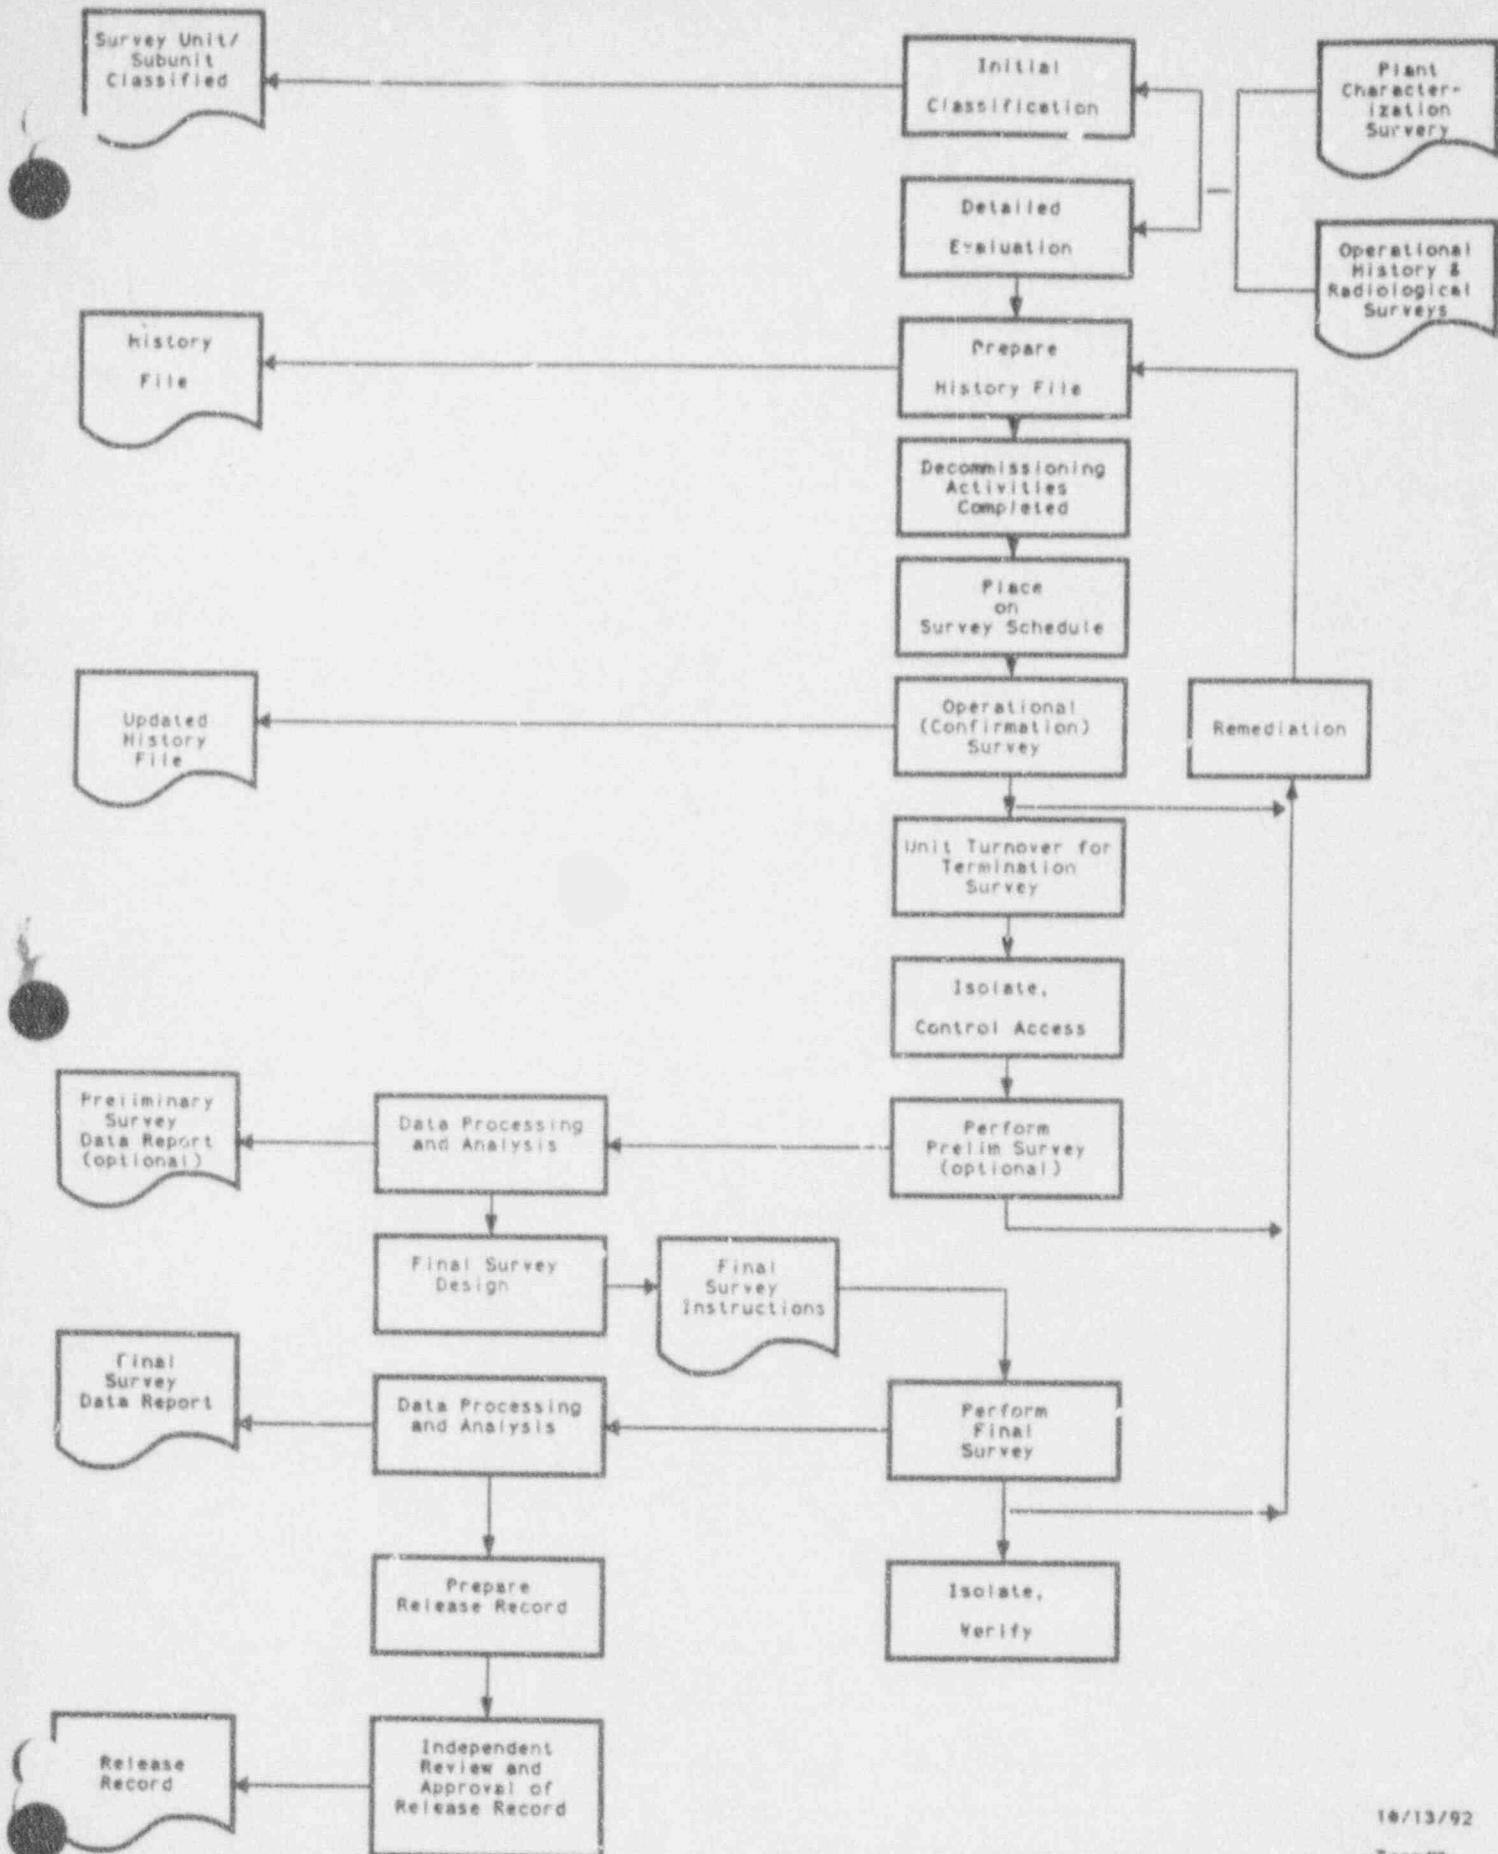 Survey Unit/
Subunit
Classified
Initial
Classification
Plant
Character-
ization
Survery
Detailed
Evaluation
Operational
History &
Radiological
Surveys
History
File
Prepare
History File
Decommissioning
Activities
Completed
Place
on
Survey Schedule
Updated
History
File
Operational
(Confirmation)
Survey
Remediation
Unit Turnover for
Termination
Survey
Isolate,
Control Access
Preliminary
Survey
Data Report
(optional)
Data Processing
and Analysis
Perform
Prelim Survey
(optional)
Final Survey
Design
Final
Survey
Instructions
Final
Survey
Data Report
Data Processing
and Analysis
Perform
Final
Survey
Prepare
Release Record
Isolate,
Verify
Release
Record
Independent
Review and
Approval of
Release Record
10/13/92